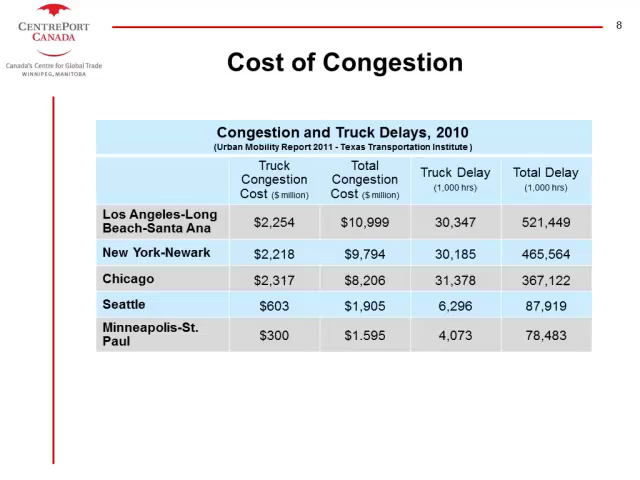 8
CENTREPORT
CANADA
Canada's Centre for Global Trade
WINNIPEG, MANITOBA
Cost of Congestion
Congestion and Truck Delays, 2010
(Urban Mobility Report 2011 - Texas Transportation Institute )
Truck Congestion Cost ($ million) Total Congestion Cost ($ million) Truck Delay (1,000 hrs) Total Delay (1,000 hrs)
Los Angeles-Long Beach-Santa Ana $2,254 $10,999 30,347 521,449
New York-Newark $2,218 $9,794 30,185 465,564
Chicago $2,317 $8,206 31,378 367,122
Seattle $603 $1,905 6,296 87,919
Minneapolis-St. Paul $300 $1.595 4,073 78,483